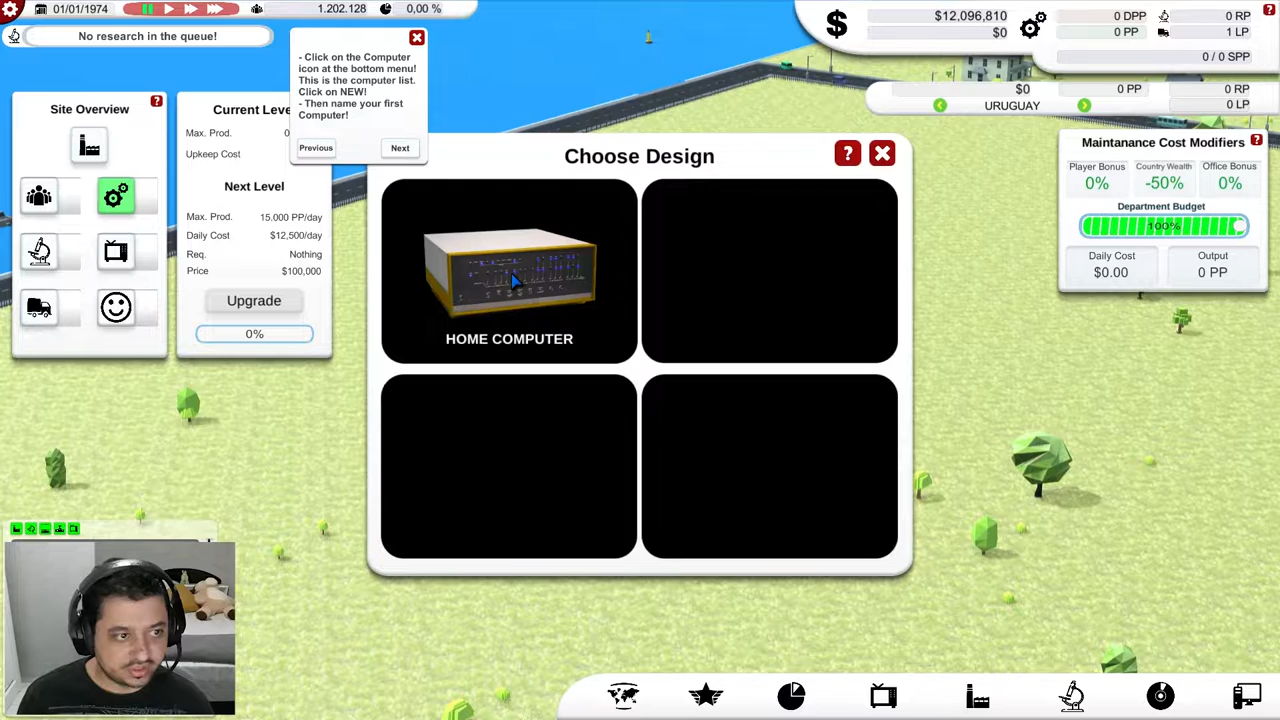 01/01/1974
1.202.128
0,00 %
No research in the queue!
- Click on the Computer
icon at the bottom menu!
This is the computer list.
Click on NEW!
- Then name your first
Computer!
Previous
Next
$12,096,810
$0
0 DPP
0 PP
0 RP
1 LP
0 / 0 SPP
$0
0 PP
0 RP
URUGUAY
0 LP
Site Overview
?
Current Leve
Max. Prod.
0
Upkeep Cost
Next Level
Max. Prod.
15.000 PP/day
Daily Cost
$12,500/day
Req.
Nothing
Price
$100,000
Upgrade
0%
Choose Design
?
HOME COMPUTER
Maintanance Cost Modifiers
?
Player Bonus
Country Wealth
Office Bonus
0%
-50%
0%
Department Budget
100%
Daily Cost
Output
$0.00
0 PP